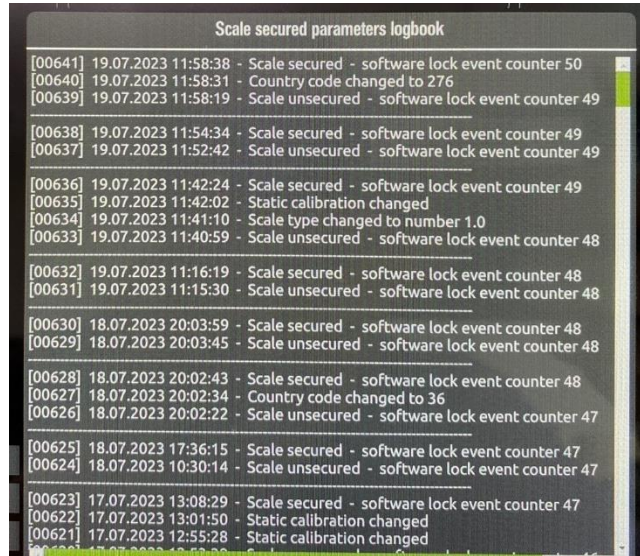 Scale secured parameters logbook
[00641] 19.07.2023 11:58:38 - Scale secured - software lock event counter 50
[00640] 19.07.2023 11:58:31 - Country code changed to 276
[00639] 19.07.2023 11:58:19 - Scale unsecured - software lock event counter 49
[00638] 19.07.2023 11:54:34 - Scale secured - software lock event counter 49
[00637] 19.07.2023 11:52:42 - Scale unsecured - software lock event counter 49
[00636] 19.07.2023 11:42:24 - Scale secured - software lock event counter 49
[00635] 19.07.2023 11:42:02 - Static calibration changed
[00634] 19.07.2023 11:41:10 - Scale type changed to number 1.0
[00633] 19.07.2023 11:40:59 - Scale unsecured - software lock event counter 48
[00632] 19.07.2023 11:16:19 - Scale secured - software lock event counter 48
[00631] 19.07.2023 11:15:30 - Scale unsecured - software lock event counter 48
[00630] 18.07.2023 20:03:59 - Scale secured - software lock event counter 48
[00629] 18.07.2023 20:03:45 - Scale unsecured - software lock event counter 48
[00628] 18.07.2023 20:02:43 - Scale secured - software lock event counter 48
[00627] 18.07.2023 20:02:34 - Country code changed to 36
[00626] 18.07.2023 20:02:22 - Scale unsecured - software lock event counter 47
[00625] 18.07.2023 17:36:15 - Scale secured - software lock event counter 47
[00624] 18.07.2023 10:30:14 - Scale unsecured - software lock event counter 47
[00623] 17.07.2023 13:08:29 - Scale secured - software lock event counter 47
[00622] 17.07.2023 13:01:50 - Static calibration changed
[00621] 17.07.2023 12:55:28 - Static calibration changed